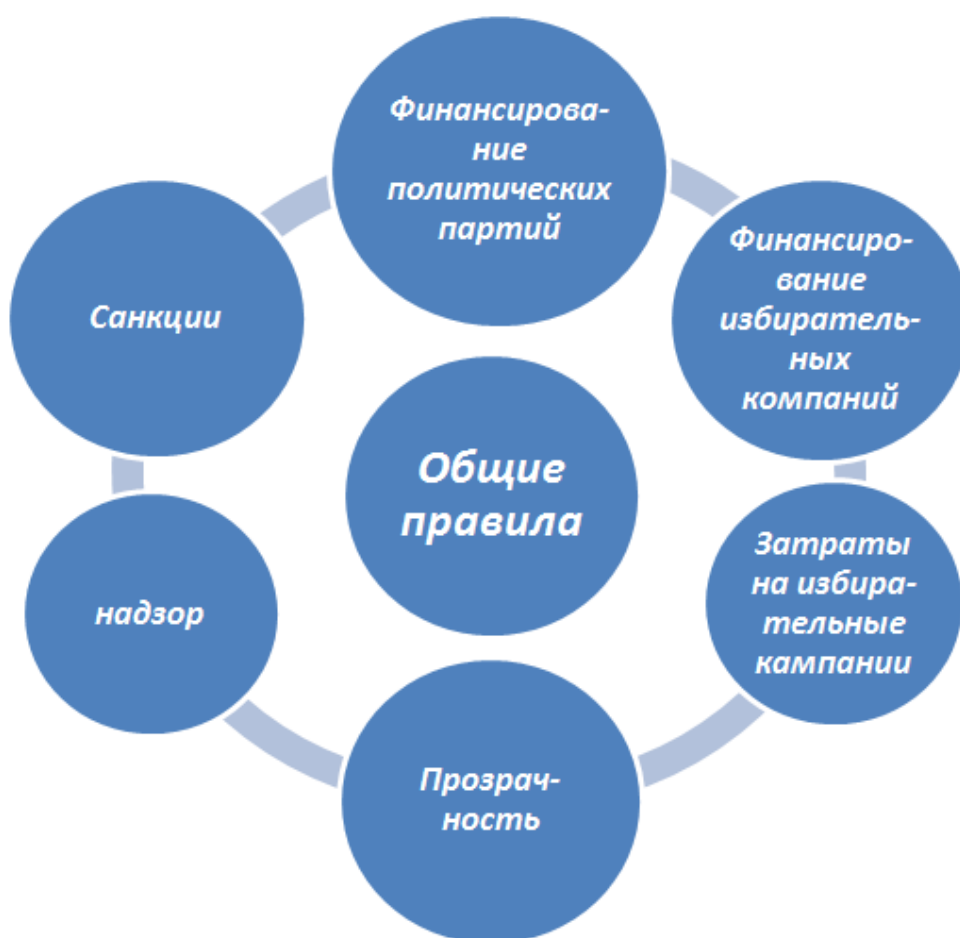 Финансирова-
ние
политических
партий
Финансиро-
вание
избиратель-
ных
компаний
Затраты
на избира-
тельные
кампании
Прозрач-
ность
надзор
Санкции
Общие
правила